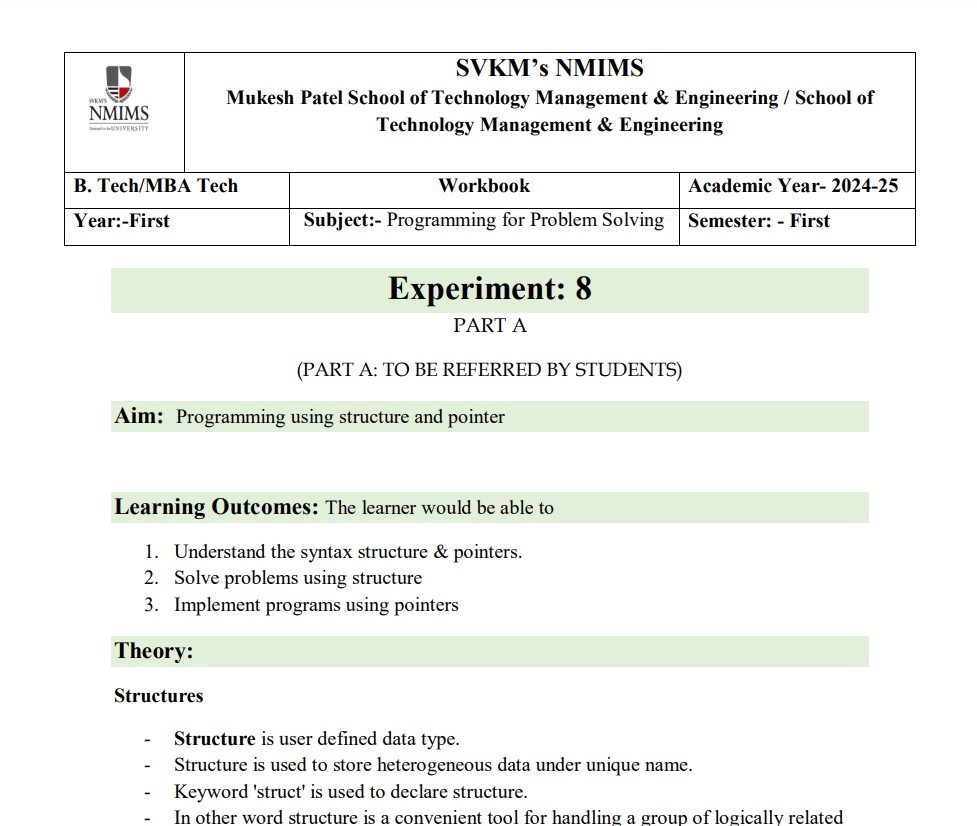 SVKM’s NMIMS
Mukesh Patel School of Technology Management & Engineering / School of
Technology Management & Engineering
SVKM'S
NMIMS
Deemed to be UNIVERSITY
B. Tech/MBA Tech
Workbook
Academic Year- 2024-25
Year:-First
Subject:- Programming for Problem Solving
Semester: - First
Experiment: 8
PART A
(PART A: TO BE REFERRED BY STUDENTS)
Aim: Programming using structure and pointer
Learning Outcomes: The learner would be able to
1. Understand the syntax structure & pointers.
2. Solve problems using structure
3. Implement programs using pointers
Theory:
Structures
- Structure is user defined data type.
- Structure is used to store heterogeneous data under unique name.
- Keyword 'struct' is used to declare structure.
- In other word structure is a convenient tool for handling a group of logically related